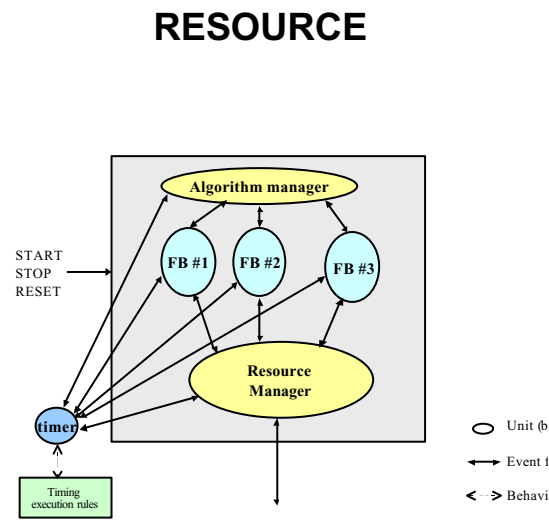 RESOURCE
Algorithm manager
FB #1
FB #2
FB #3
START
STOP
RESET
Resource
Manager
timer
Timing
execution rules
Unit (b
Event f
Behavi